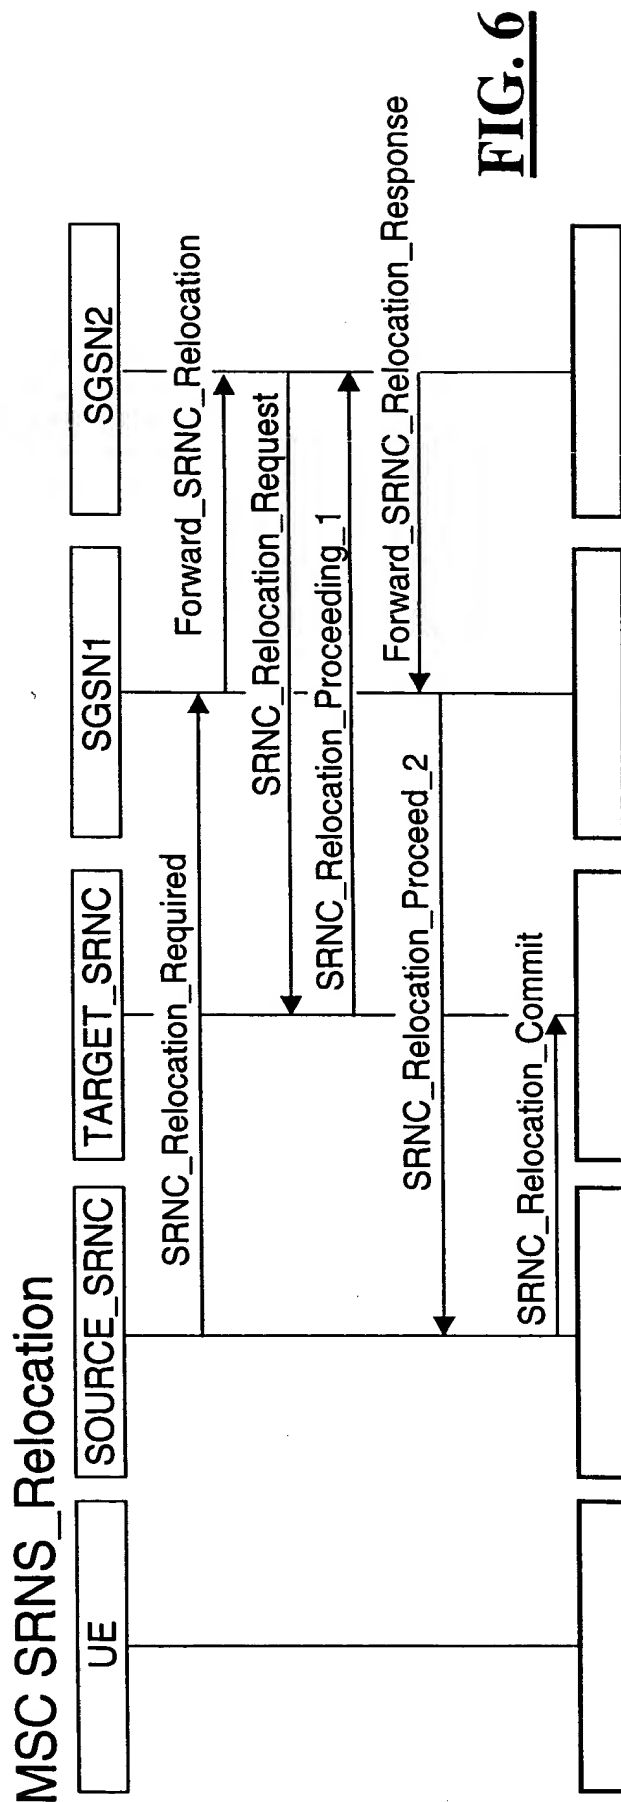 MSC SRNS_Relocation
UE
SOURCE_SRNC
TARGET_SRNC
SGSN1
SGSN2
SRNC_Relocation_Required
Forward_SRNC_Relocation
SRNC_Relocation_Request
SRNC_Relocation_Proceeding_1
Forward_SRNC_Relocation_Response
SRNC_Relocation_Proceed_2
SRNC_Relocation_Commit
FIG. 6